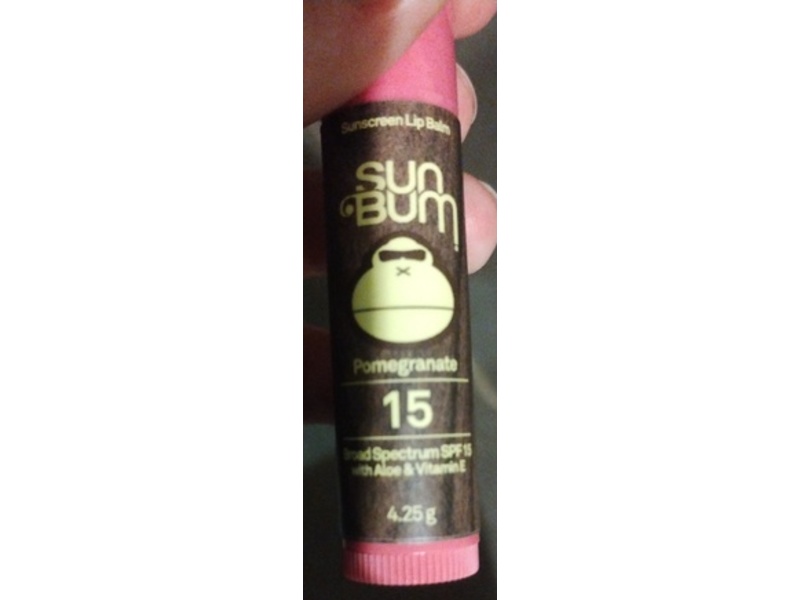 Sunscreen Lip Balm
SUN
BUM
Pomegranate
15
Broad Spectrum SPF 15
with Aloe & Vitamin E
4.25 g